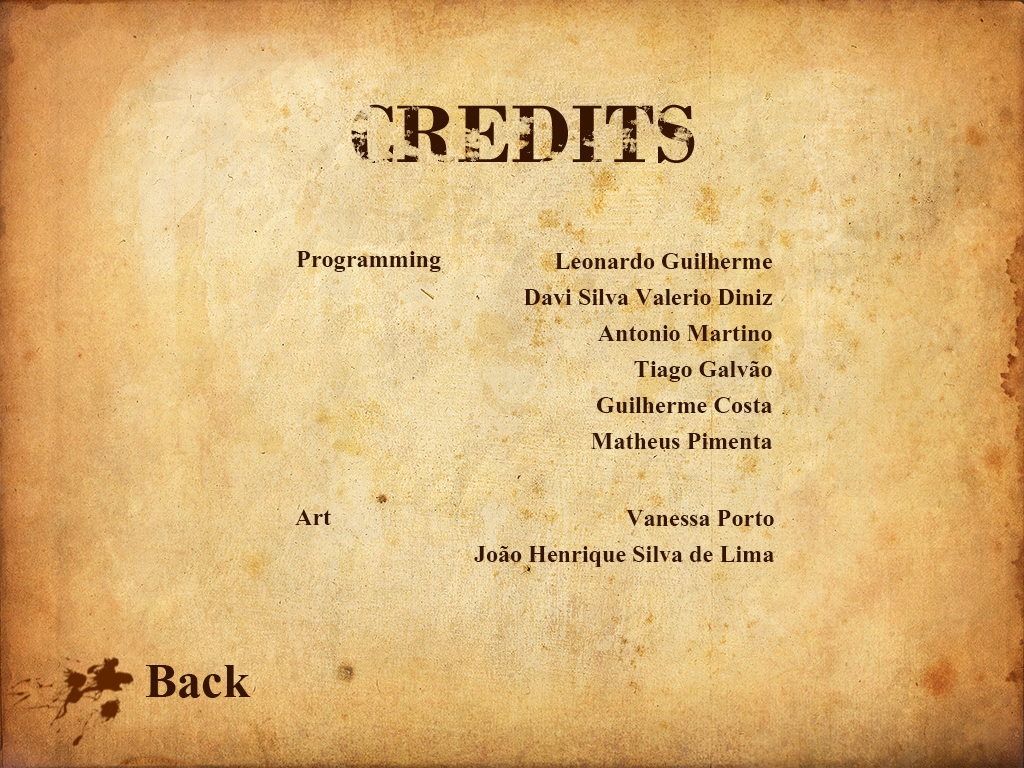 CREDITS
Programming Leonardo Guilherme
Davi Silva Valerio Diniz
Antonio Martino
Tiago Galvão
Guilherme Costa
Matheus Pimenta
Art Vanessa Porto
João Henrique Silva de Lima
Back